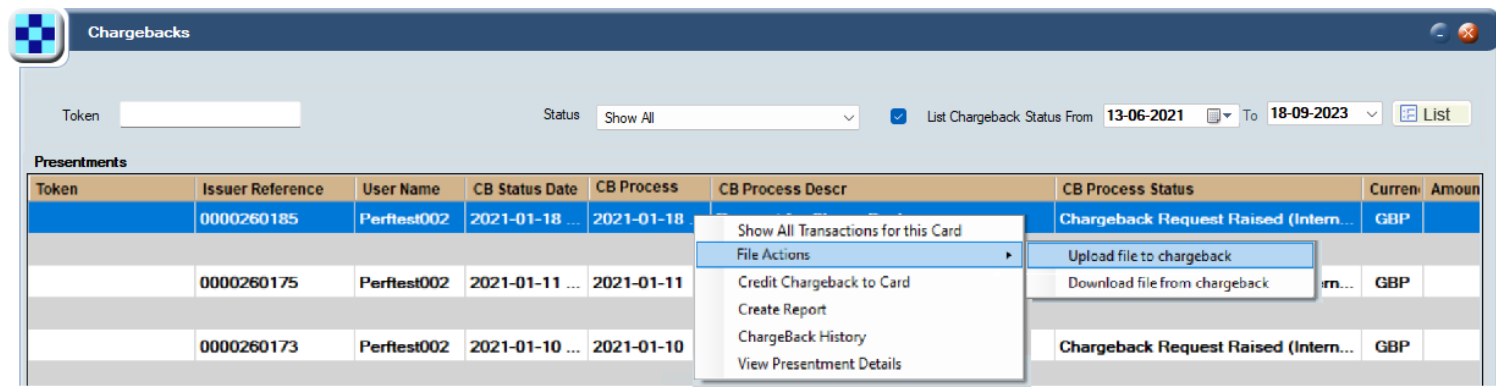 Chargebacks
Token Status Show All List Chargeback Status From 13-06-2021 To 18-09-2023 List
Presentments
Token Issuer Reference User Name CB Status Date CB Process CB Process Descr CB Process Status Curren Amoun
0000260185 Perftest002 2021-01-18 ... 2021-01-18 Chargeback Request Raised (Intern... GBP
Show All Transactions for this Card
File Actions Upload file to chargeback
0000260175 Perftest002 2021-01-11 ... 2021-01-11 Credit Chargeback to Card Download file from chargeback ern... GBP
Create Report
ChargeBack History
0000260173 Perftest002 2021-01-10 ... 2021-01-10 Chargeback Request Raised (Intern... GBP
View Presentment Details